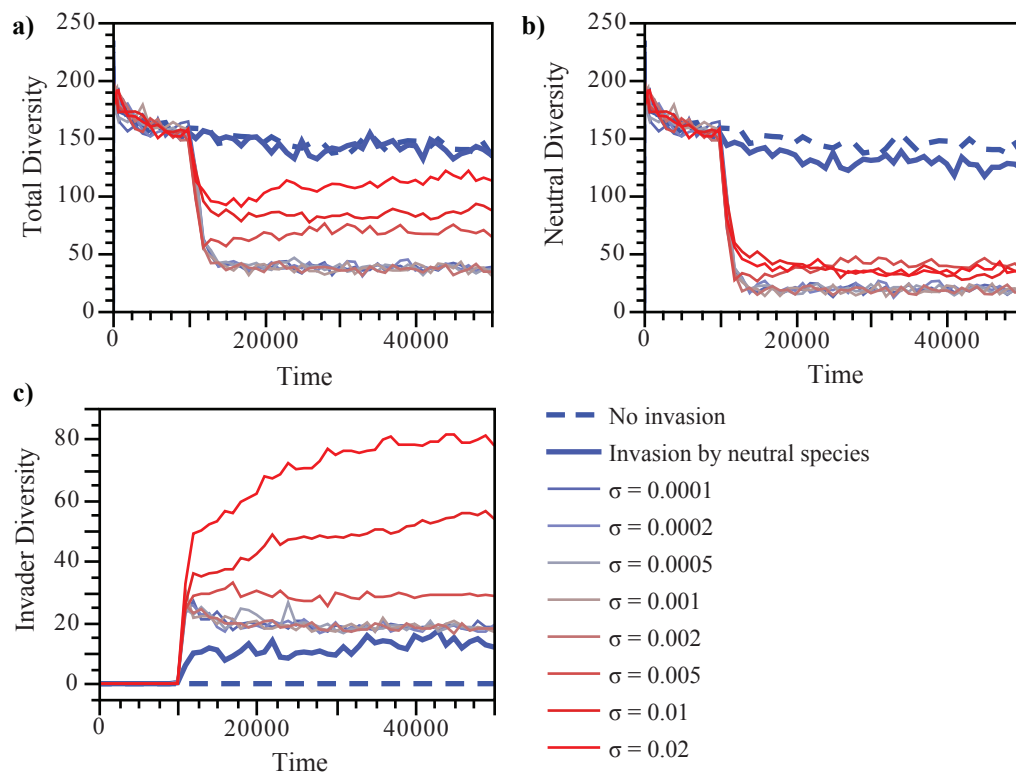 a)
250
200
150
100
50
0
Total Diversity
0
20000
40000
Time
b)
250
200
150
100
50
0
Neutral Diversity
0
20000
40000
Time
c)
80
60
40
20
0
Invader Diversity
0
20000
40000
Time
No invasion
Invasion by neutral species
σ = 0.0001
σ = 0.0002
σ = 0.0005
σ = 0.001
σ = 0.002
σ = 0.005
σ = 0.01
σ = 0.02